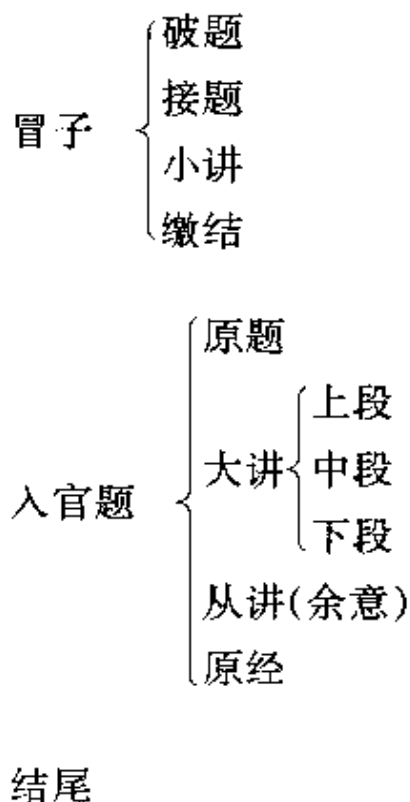 冒子
破题
接题
小讲
缴结
入官题
原题
大讲
上段
中段
下段
从讲(余意)
原经
结尾